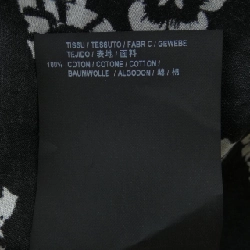 TISSU / TESSUTO / FABRIC / GEWEBE
TEJIDO / 表地 / 面料
100% COTON / COTONE / COTTON /
BAUMWOLLE / ALGODON / 綿 / 棉